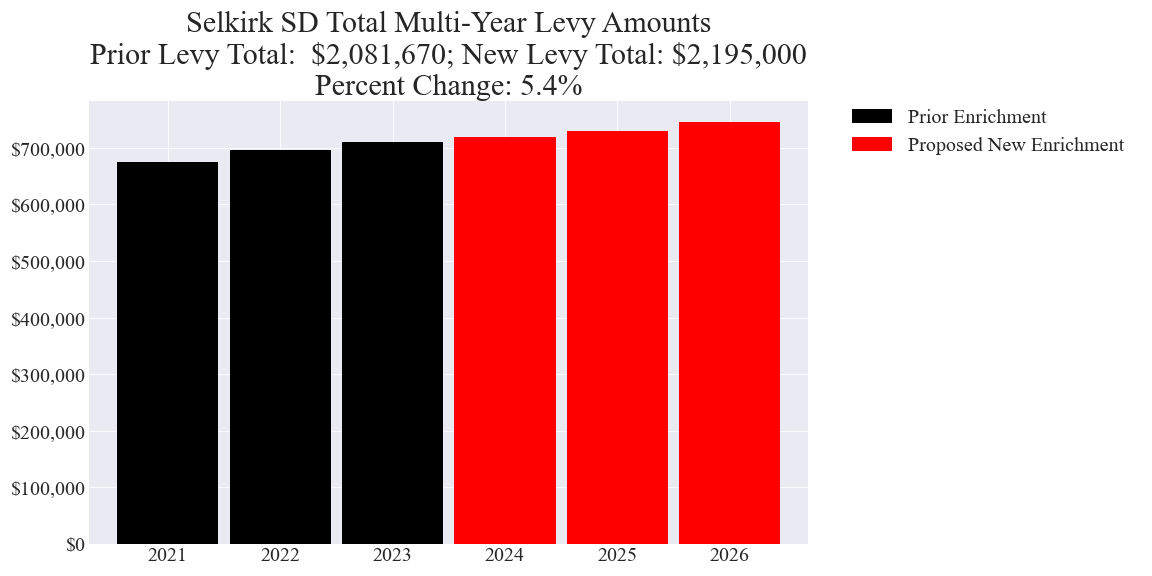 Selkirk SD Total Multi-Year Levy Amounts
Prior Levy Total:  $2,081,670; New Levy Total: $2,195,000
Percent Change: 5.4%
Prior Enrichment
Proposed New Enrichment
$700,000
$600,000
$500,000
$400,000
$300,000
$200,000
$100,000
$0
2021 2022 2023 2024 2025 2026